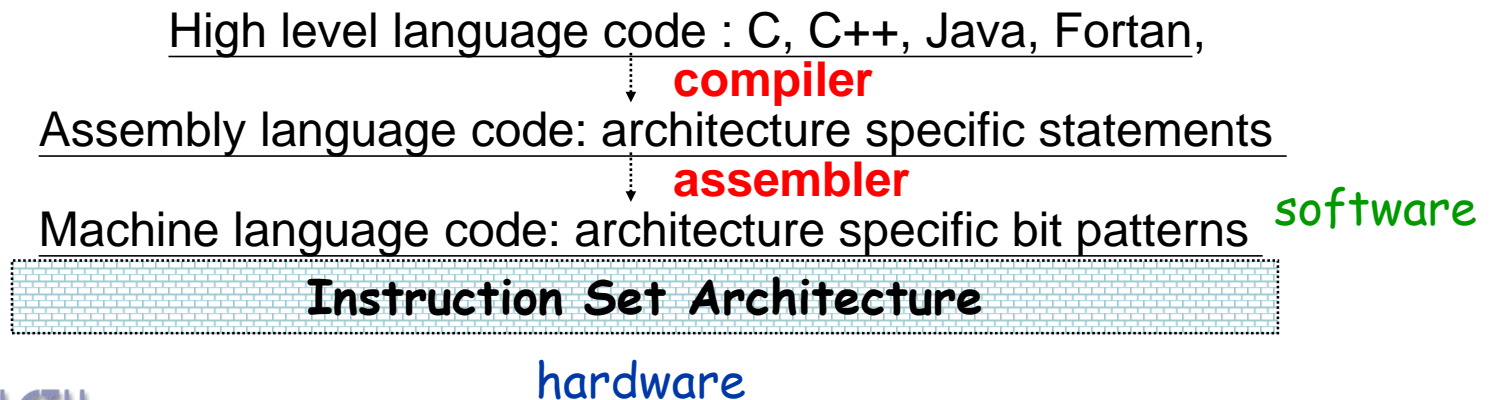 High level language code : C, C++, Java, Fortan,
compiler
Assembly language code: architecture specific statements
assembler
Machine language code: architecture specific bit patterns
software
Instruction Set Architecture
hardware